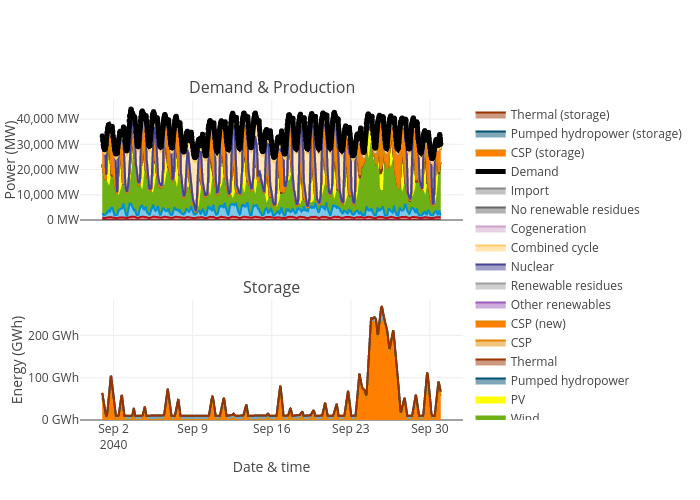 Demand & Production
Power (MW)
40,000 MW
30,000 MW
20,000 MW
10,000 MW
0 MW
Storage
Energy (GWh)
200 GWh
100 GWh
0 GWh
Sep 2
2040
Sep 9
Sep 16
Sep 23
Sep 30
Date & time
Thermal (storage)
Pumped hydropower (storage)
CSP (storage)
Demand
Import
No renewable residues
Cogeneration
Combined cycle
Nuclear
Renewable residues
Other renewables
CSP (new)
CSP
Thermal
Pumped hydropower
PV
Wind